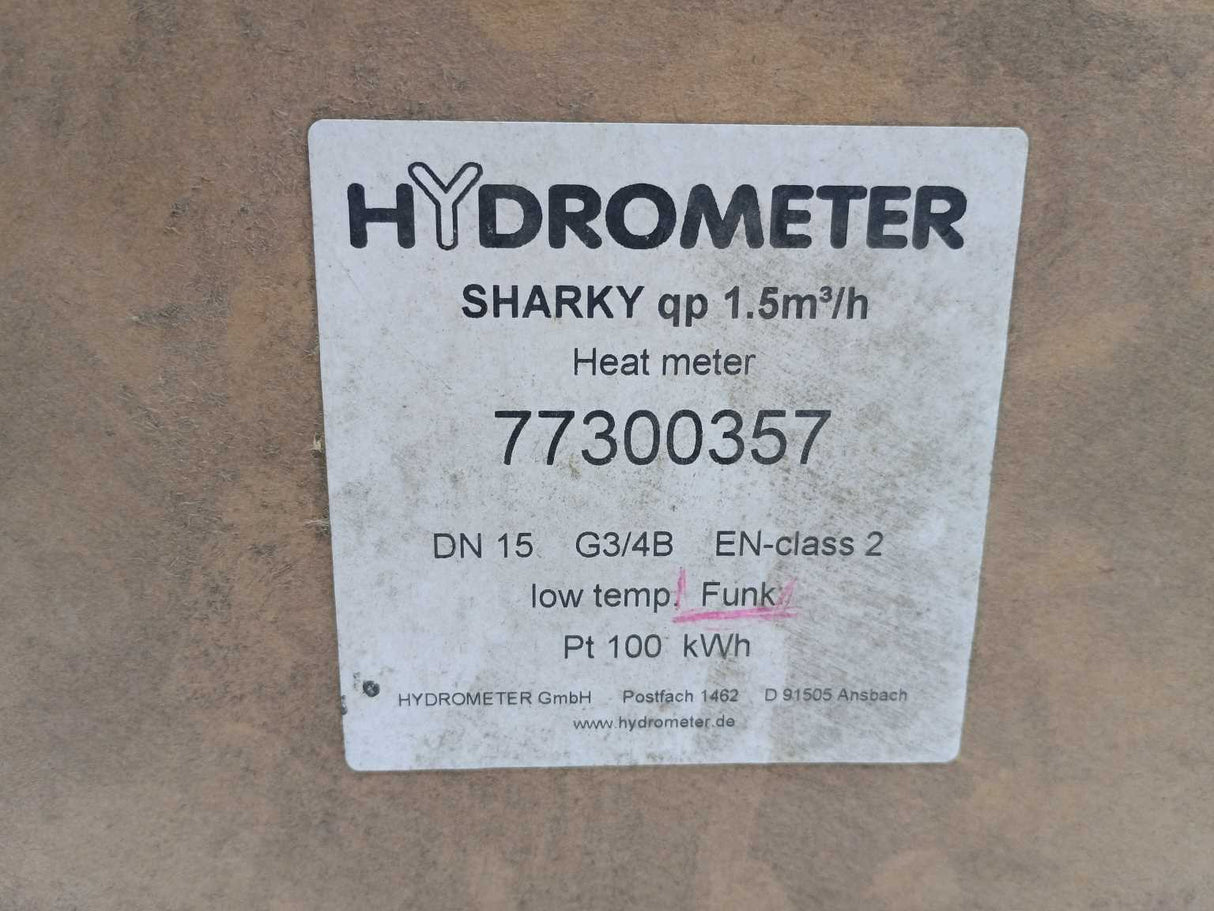 HYDROMETER
SHARKY qp 1.5m³/h
Heat meter
77300357
DN 15 G3/4B EN-class 2
low temp. Funk
Pt 100 kWh
HYDROMETER GmbH Postfach 1462 D 91505 Ansbach
www.hydrometer.de